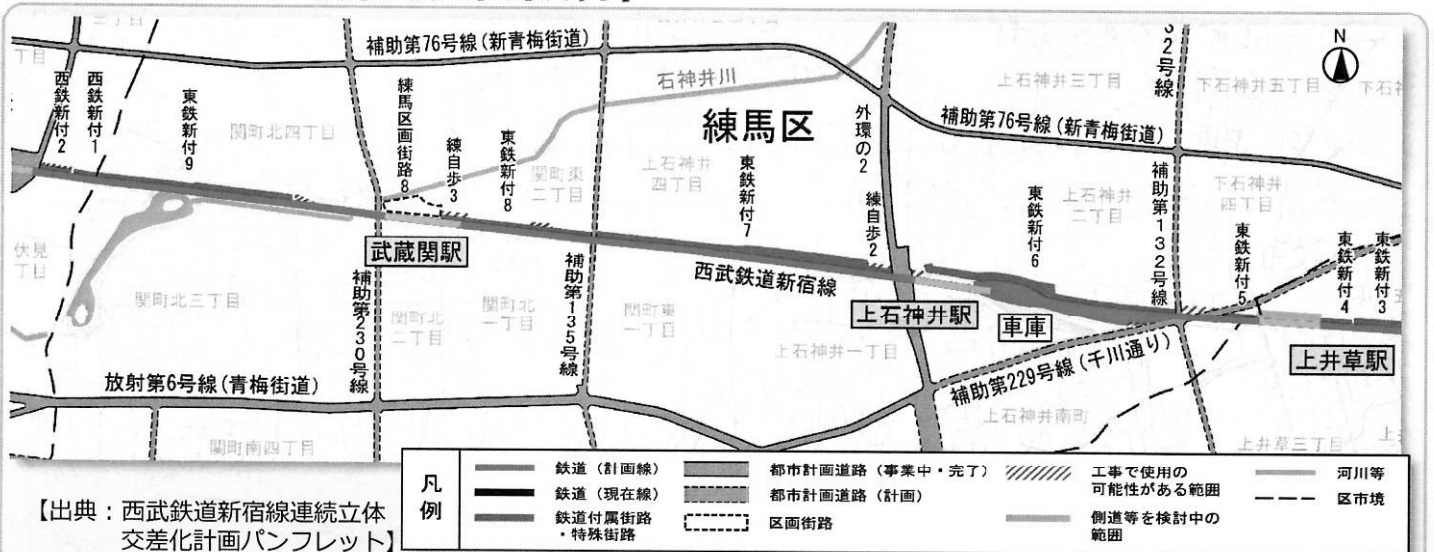 補助第76号線(新青梅街道)
石神井川
練馬区
外環の2
上石神井三丁目
32号線
下石神井五丁目
下石神
N
西鉄新付2
西鉄新付1
東鉄新付9
関町北四丁目
練馬区画街路8
練自歩3
東鉄新付8
関町東
二丁目
上石神井
四丁目
東鉄新付7
練自歩2
補助第76号線(新青梅街道)
東鉄新付6
上石神井
二丁目
補助第132号線
下石神井
四丁目
東鉄新付5
東鉄新付4
東鉄新付3
伏見
丁目
武蔵関駅
西武鉄道新宿線
上石神井駅
車庫
上井草駅
関町北三丁目
補助第230号線
関町北
二丁目
関町北
一丁目
補助第135号線
関町東
一丁目
上石神井一丁目
放射第6号線(青梅街道)
補助第229号線(千川通り)
上石神井南町
関町南四丁目
上井草三丁目
凡例
鉄道(計画線)
鉄道(現在線)
鉄道付属街路
・特殊街路
都市計画道路(事業中・完了)
都市計画道路(計画)
区画街路
工事で使用の
可能性がある範囲
側道等を検討中の
範囲
河川等
区市境
【出典:西武鉄道新宿線連続立体
交差化計画パンフレット】